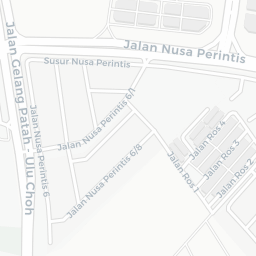 Jalan Nusa Perintis
Susur Nusa Perintis
Jalan Gelang Patah - Ulu Choh
Jalan Nusa Perintis 6/1
Jalan Nusa Perintis 6
Jalan Nusa Perintis 6/8
Jalan Ros 1
Jalan Ros 4
Jalan Ros 3
Jalan Ros 2